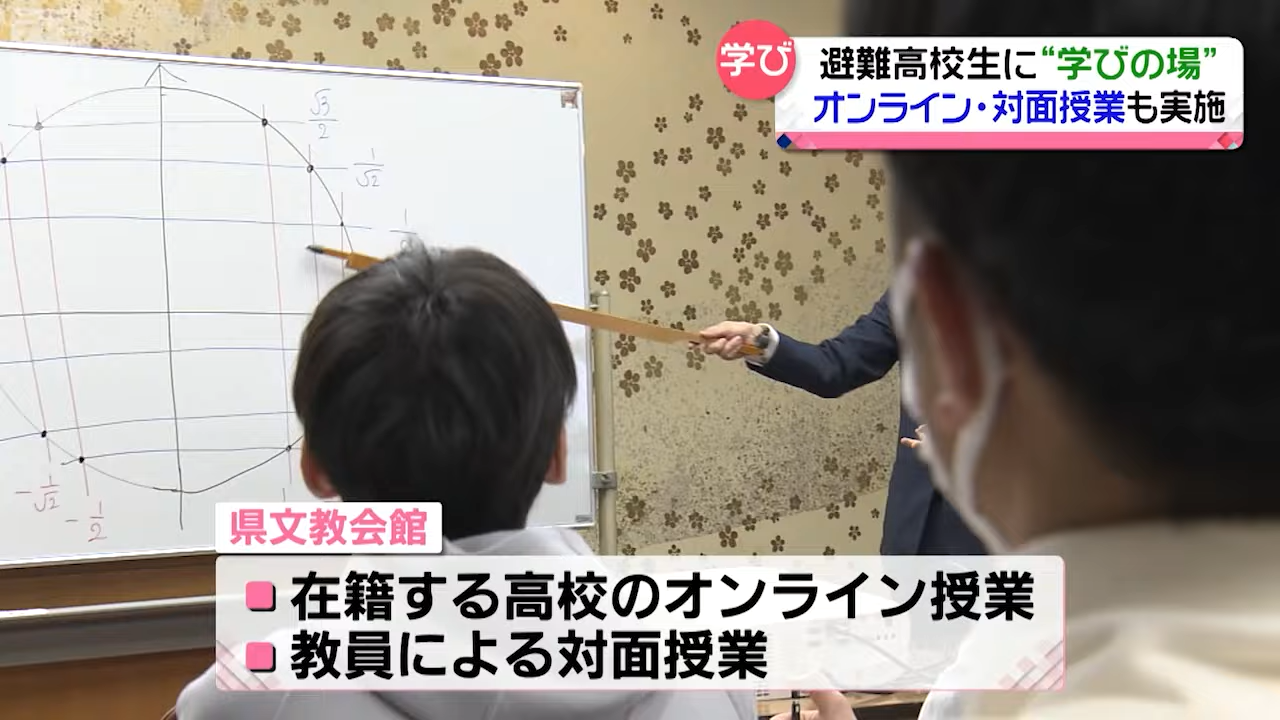 学び
避難高校生に“学びの場”
オンライン・対面授業も実施
√3/2
1/√2
-1/√2
-1/2
県文教会館
在籍する高校のオンライン授業
教員による対面授業